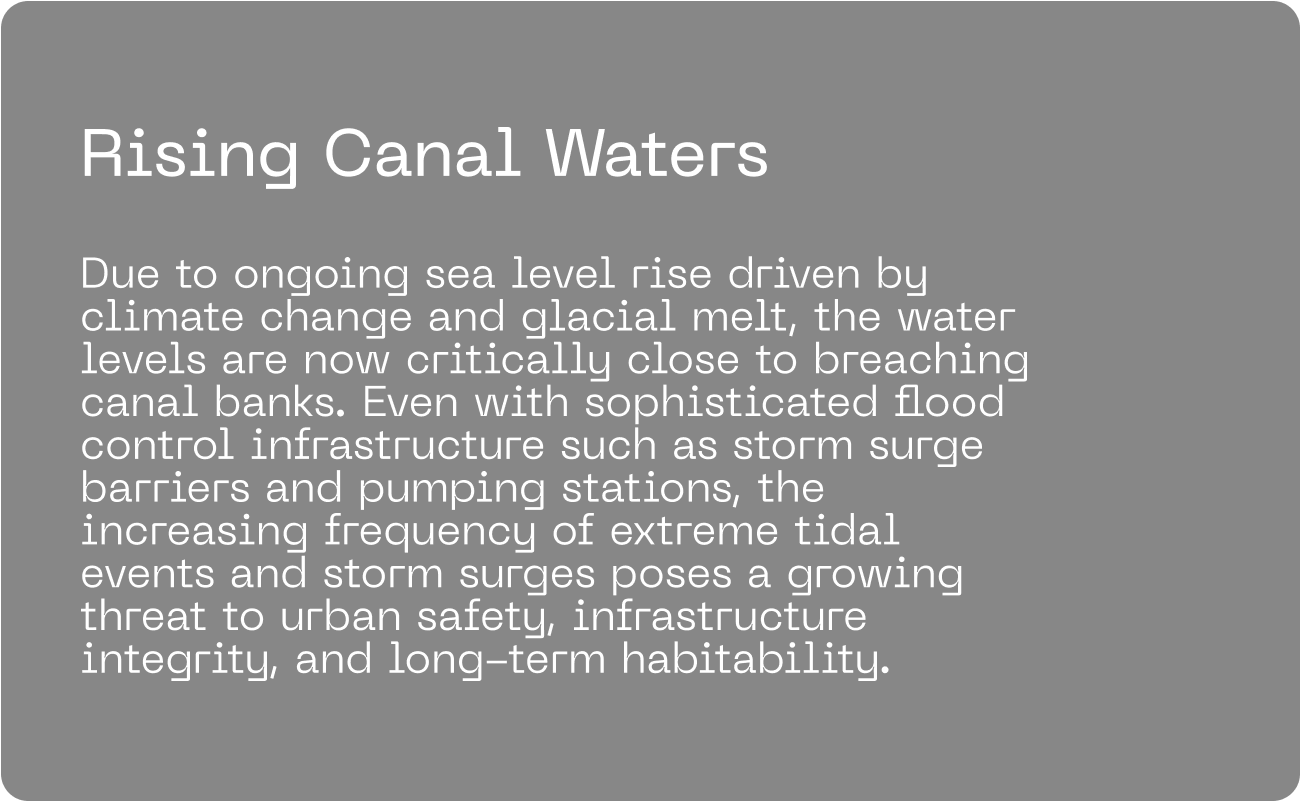 Rising Canal Waters
Due to ongoing sea level rise driven by
climate change and glacial melt, the water
levels are now critically close to breaching
canal banks. Even with sophisticated flood
control infrastructure such as storm surge
barriers and pumping stations, the
increasing frequency of extreme tidal
events and storm surges poses a growing
threat to urban safety, infrastructure
integrity, and long-term habitability.